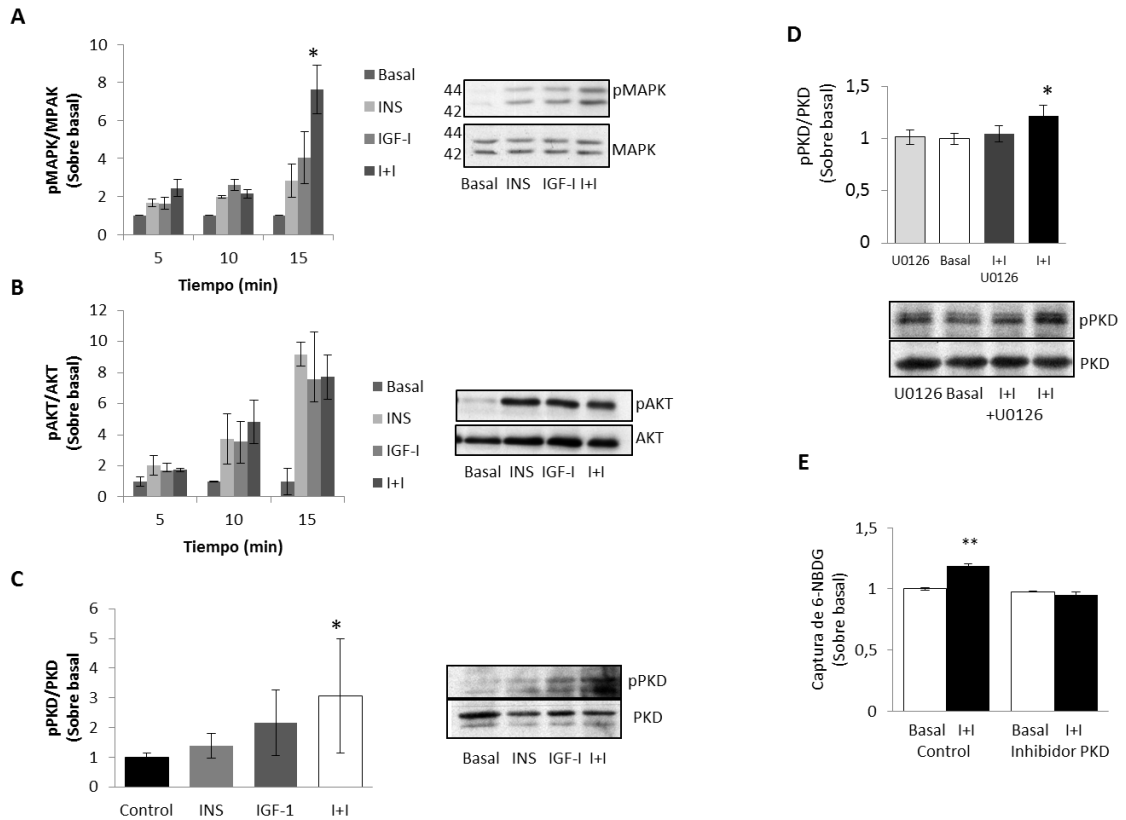 A
pMAPK/MPAK
(Sobre basal)
10
8
6
4
2
0
*
5
10
15
Tiempo (min)
Basal
INS
IGF-I
I+I
44
42
pMAPK
44
42
MAPK
Basal INS IGF-I I+I
B
pAKT/AKT
(Sobre basal)
12
10
8
6
4
2
0
5
10
15
Tiempo (min)
Basal
INS
IGF-I
I+I
pAKT
AKT
Basal INS IGF-I I+I
C
pPKD/PKD
(Sobre basal
6
5
4
3
2
1
0
*
Control
INS
IGF-1
I+I
pPKD
PKD
Basal INS IGF-I I+I
D
pPKD/PKD
(Sobre basal)
1,5
1
0,5
0
*
U0126
Basal
I+I
U0126
I+I
pPKD
PKD
U0126 Basal I+I I+I
+U0126
E
Captura de 6-NBDG
(Sobre basal)
1,5
1
0,5
0
**
Basal I+I Basal I+I
Control Inhibidor PKD